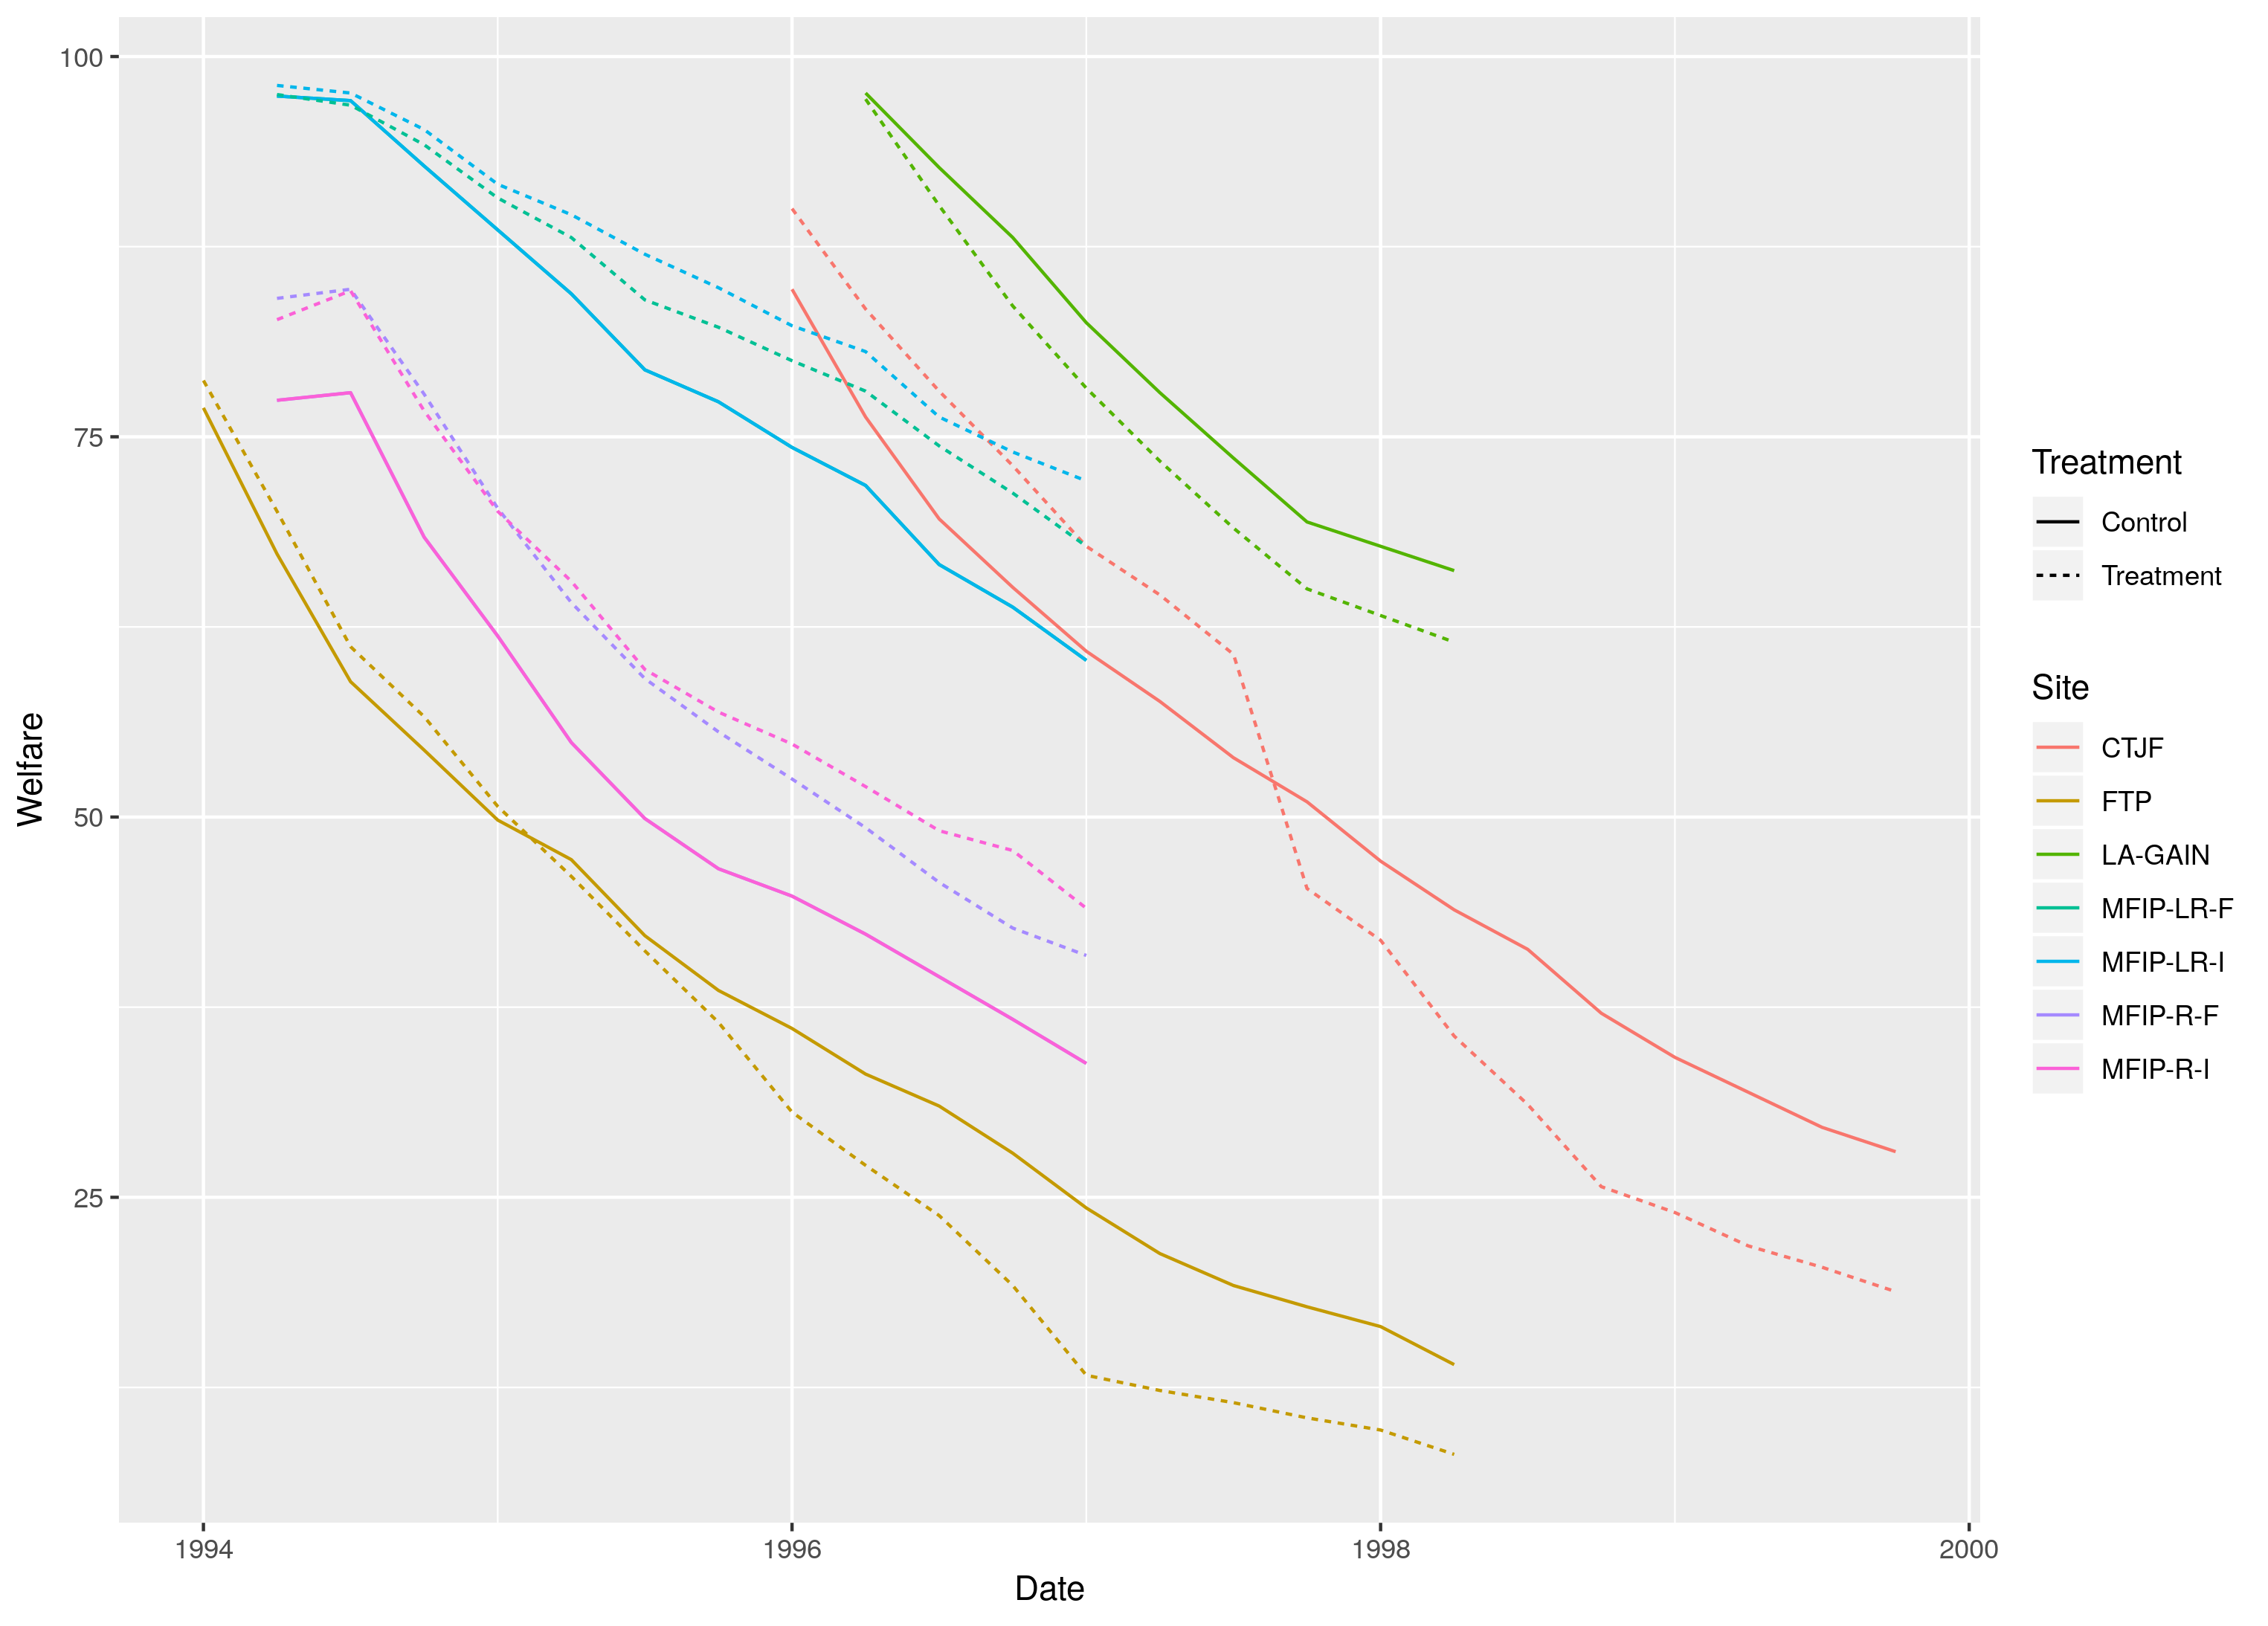 100
75
50
25
Welfare
1994
1996
1998
2000
Date
Treatment
Control
Treatment
Site
CTJF
FTP
LA-GAIN
MFIP-LR-F
MFIP-LR-I
MFIP-R-F
MFIP-R-I